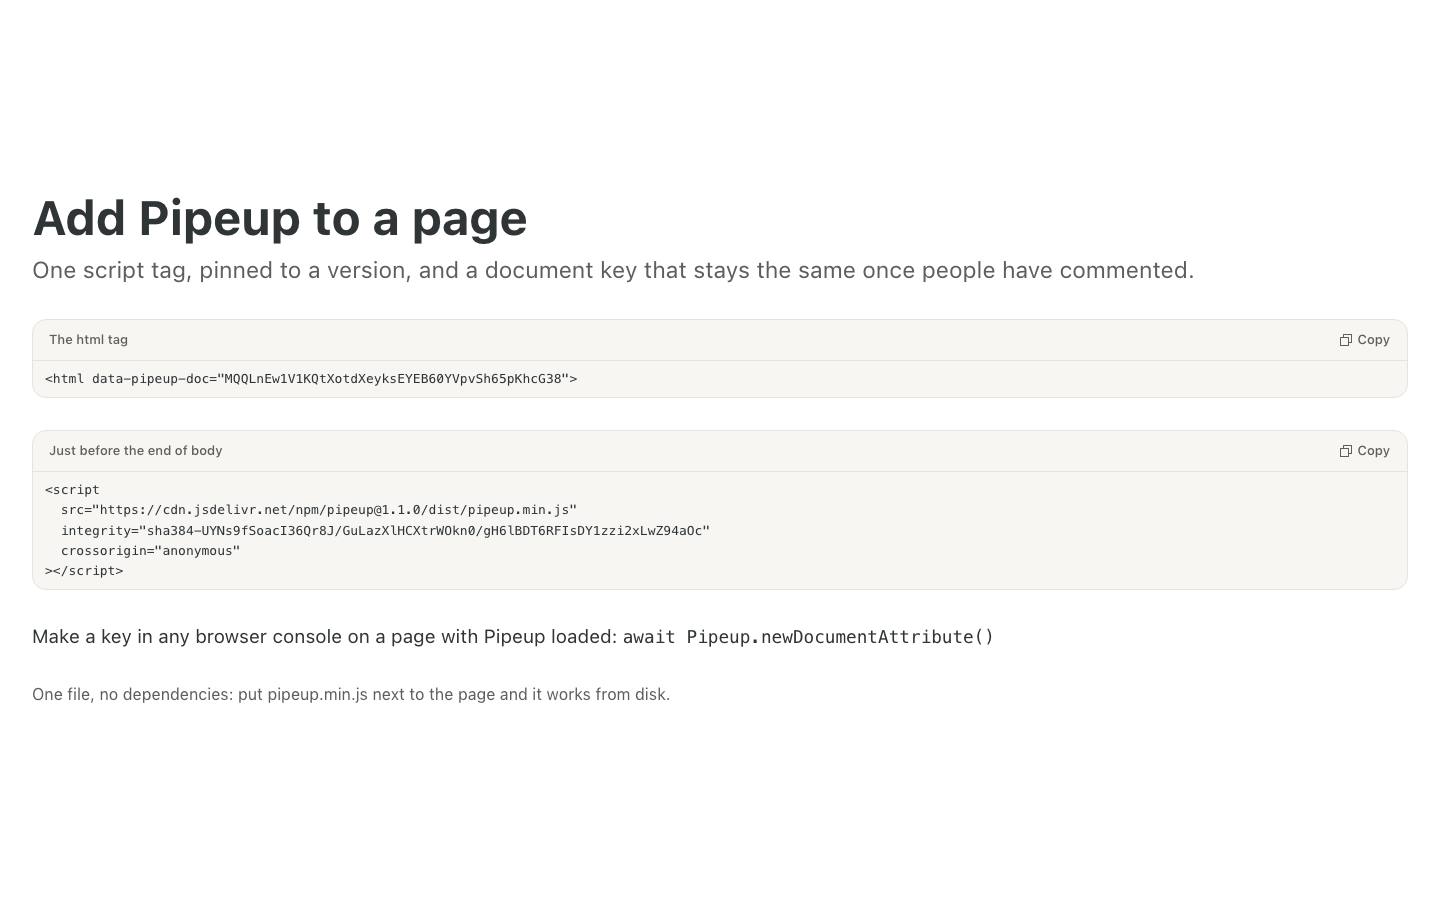 Add Pipeup to a page
One script tag, pinned to a version, and a document key that stays the same once people have commented.
The html tag
Copy
<html data-pipeup-doc="MQQLnEw1V1KQtXotdXeyksEYEB60YVpvSh65pKhcG38">
Just before the end of body
Copy
<script
  src="https://cdn.jsdelivr.net/npm/pipeup@1.1.0/dist/pipeup.min.js"
  integrity="sha384-UYNs9fSoacI36Qr8J/GuLazXlHCXtrWOkn0/gH6lBDT6RFIsDY1zzi2xLwZ94aOc"
  crossorigin="anonymous"
></script>
Make a key in any browser console on a page with Pipeup loaded: await Pipeup.newDocumentAttribute()
One file, no dependencies: put pipeup.min.js next to the page and it works from disk.